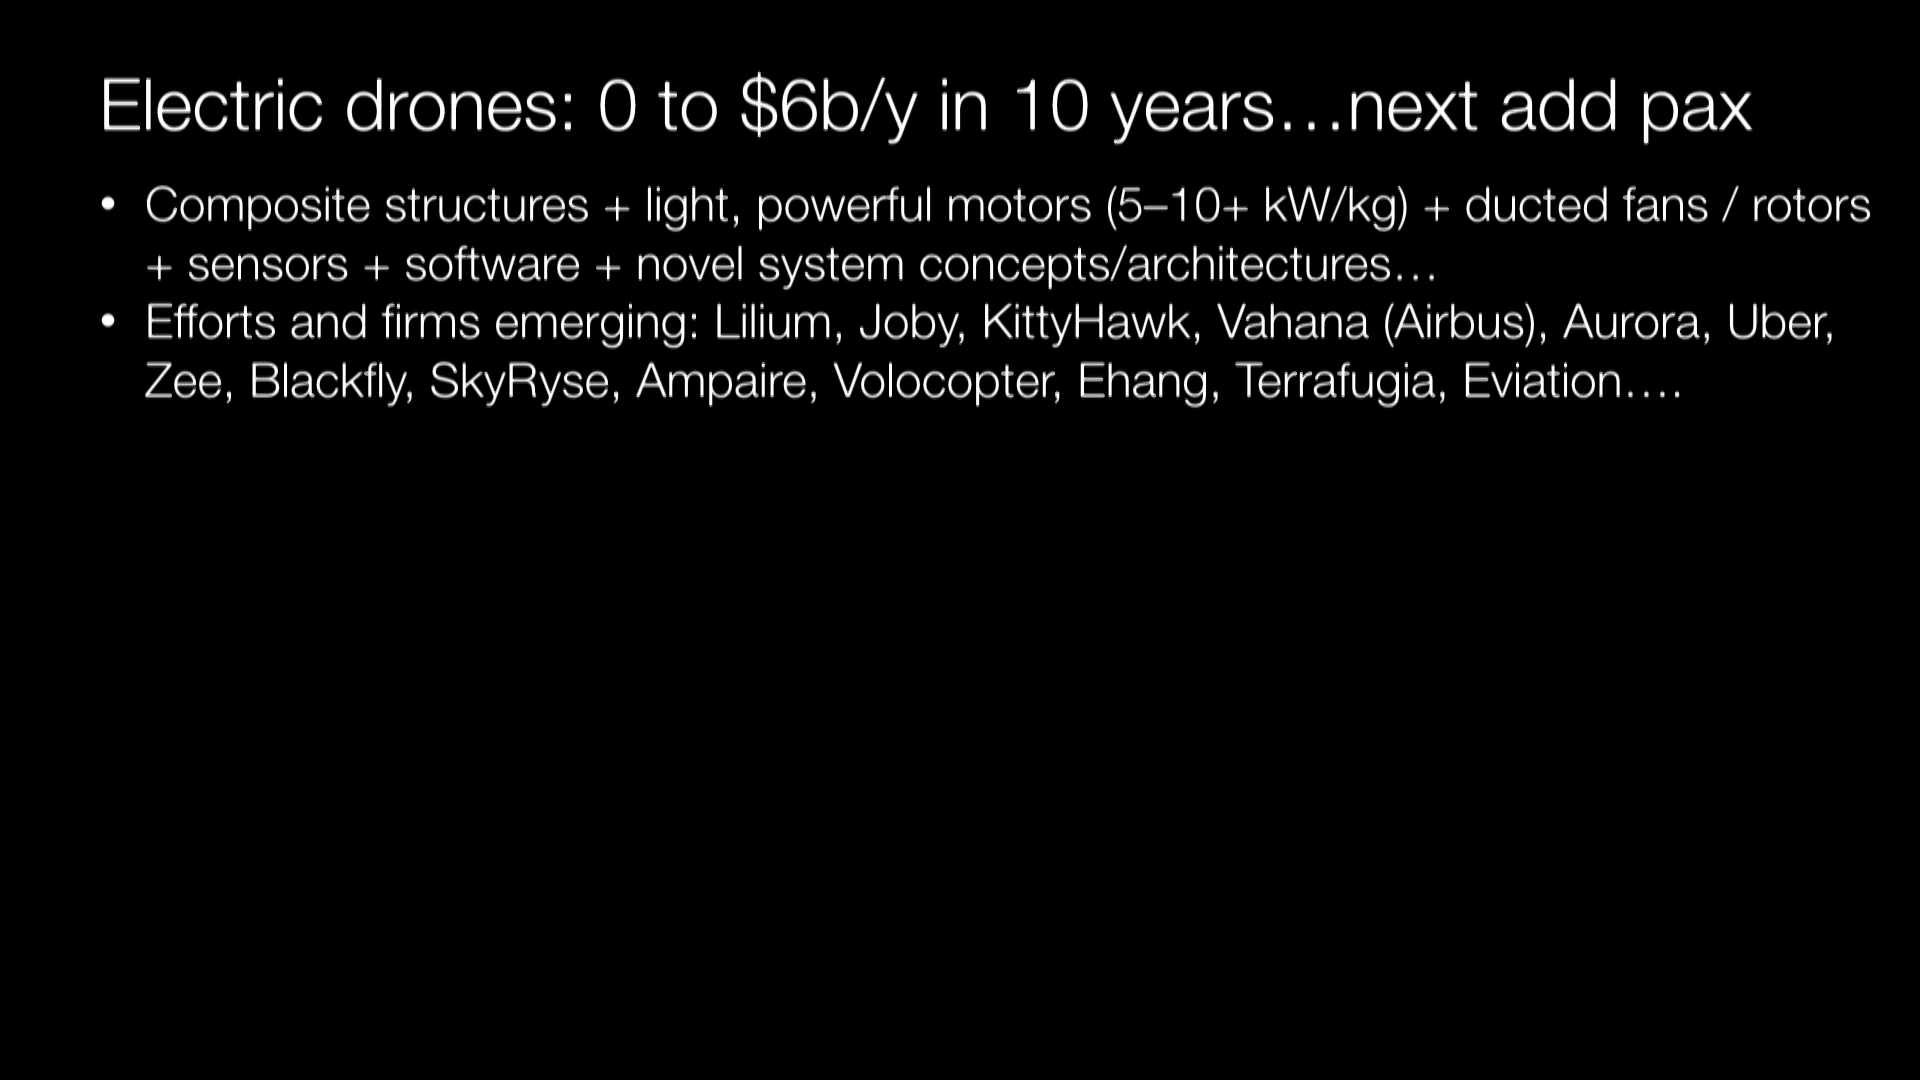 Electric drones: 0 to $6b/y in 10 years…next add pax
• Composite structures + light, powerful motors (5–10+ kW/kg) + ducted fans / rotors
+ sensors + software + novel system concepts/architectures…
• Efforts and firms emerging: Lilium, Joby, KittyHawk, Vahana (Airbus), Aurora, Uber,
Zee, Blackfly, SkyRyse, Ampaire, Volocopter, Ehang, Terrafugia, Eviation….